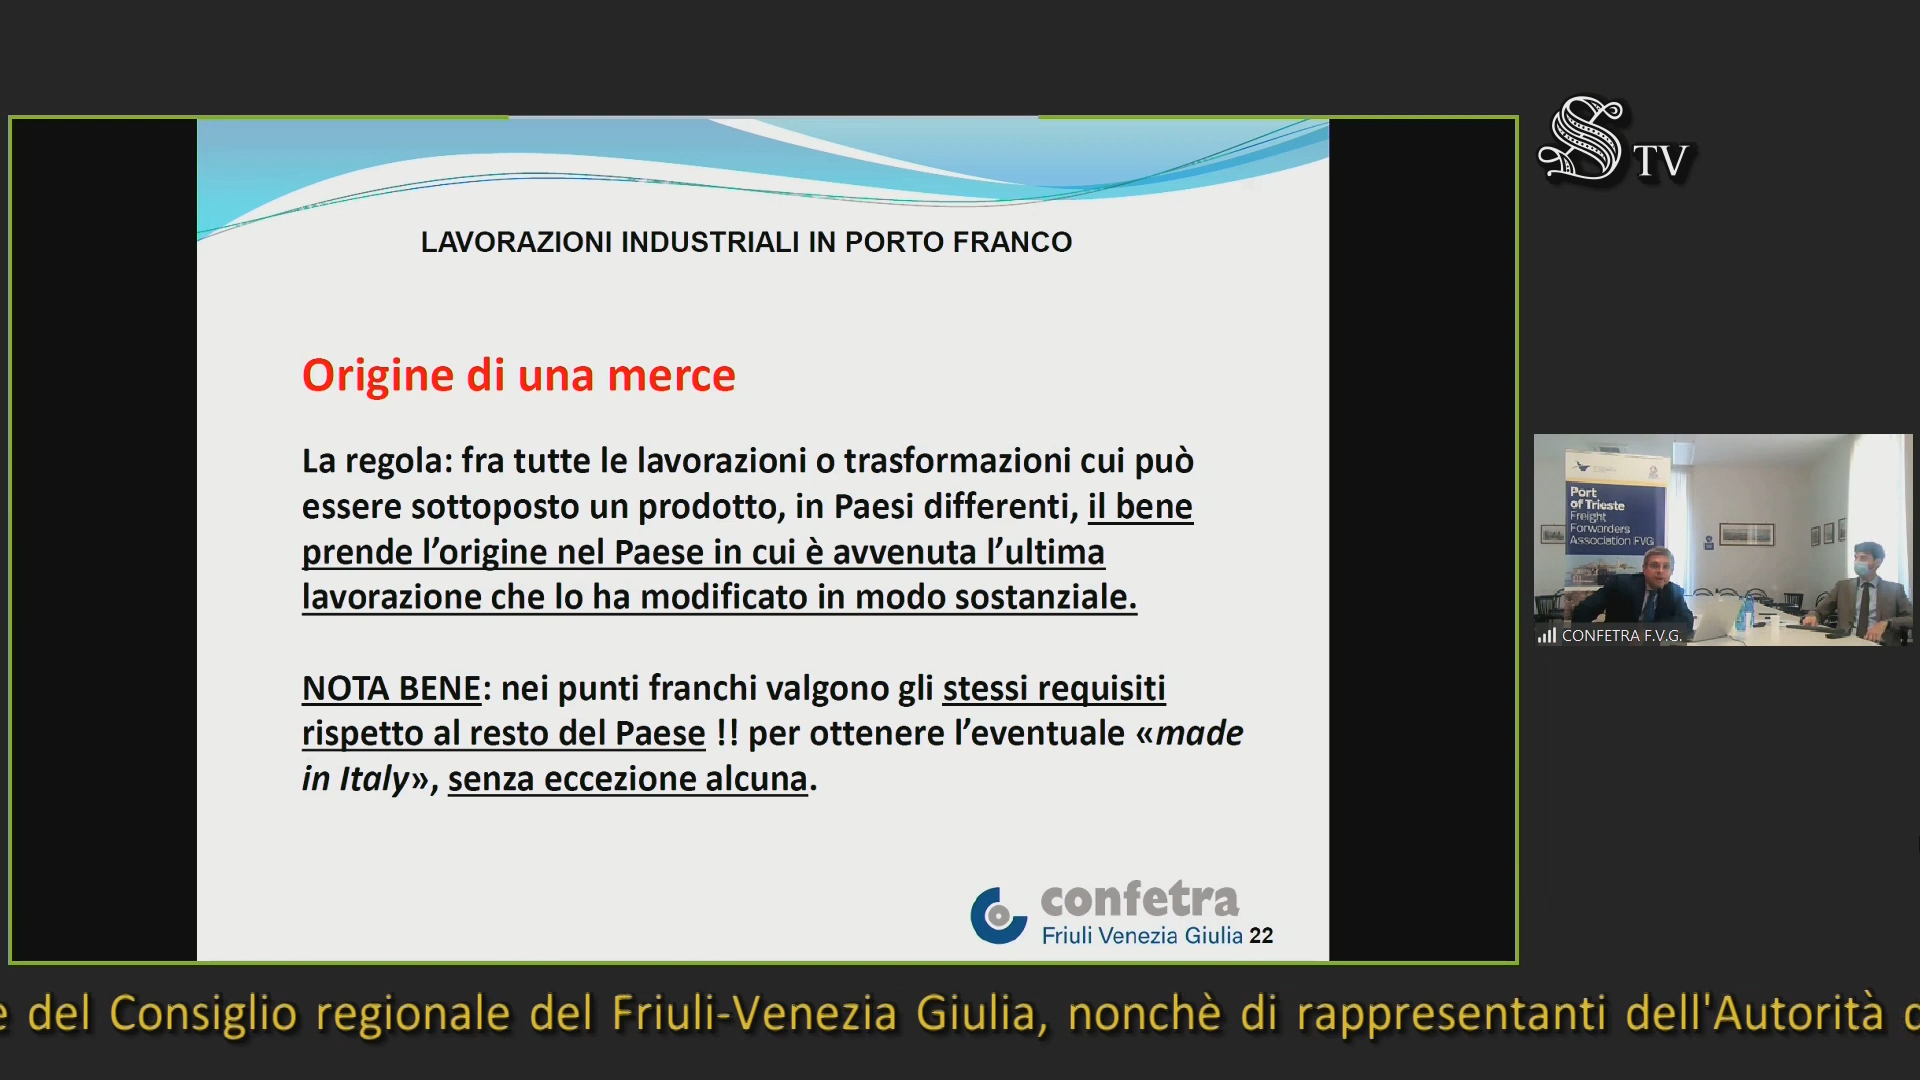 S TV
LAVORAZIONI INDUSTRIALI IN PORTO FRANCO
Origine di una merce
La regola: fra tutte le lavorazioni o trasformazioni cui può
essere sottoposto un prodotto, in Paesi differenti, il bene
prende l’origine nel Paese in cui è avvenuta l’ultima
lavorazione che lo ha modificato in modo sostanziale.
NOTA BENE: nei punti franchi valgono gli stessi requisiti
rispetto al resto del Paese !! per ottenere l’eventuale «made
in Italy», senza eccezione alcuna.
confetra
Friuli Venezia Giulia 22
Port
of Trieste
Freight
Forwarders
Association FVG
CONFETRA F.V.G.
e del Consiglio regionale del Friuli-Venezia Giulia, nonchè di rappresentanti dell'Autorità